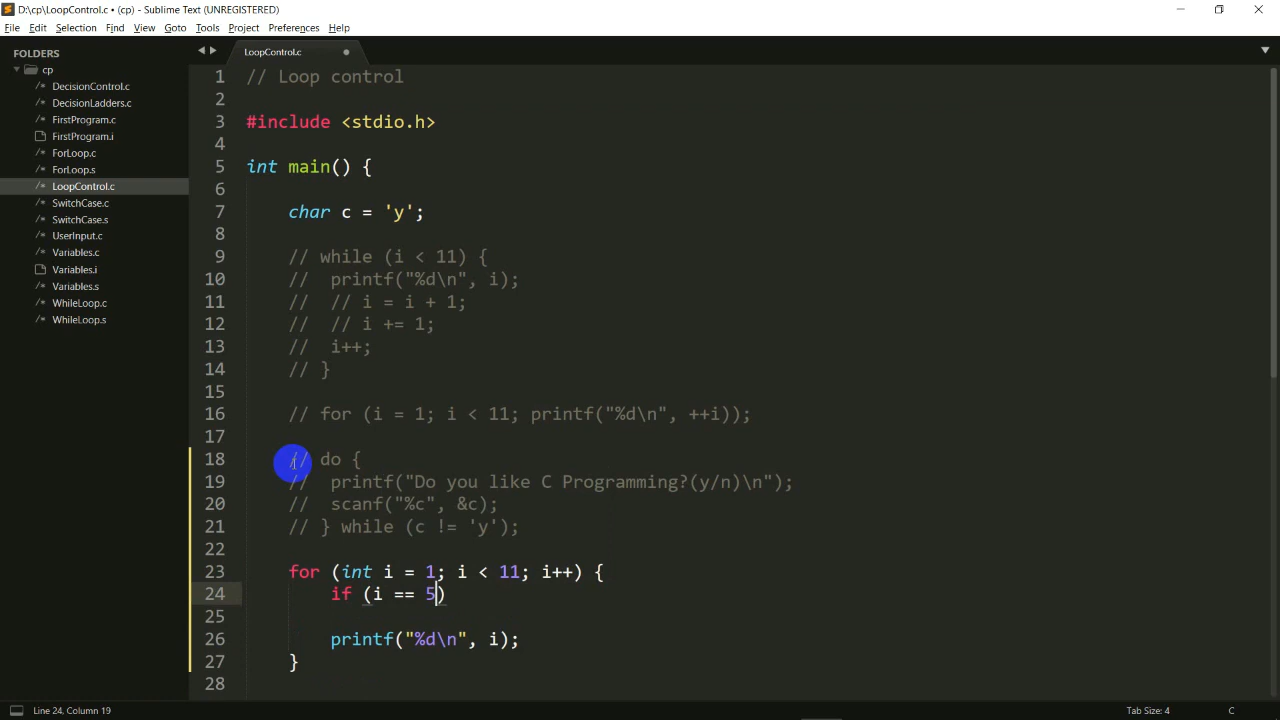 D:\cp\LoopControl.c • (cp) - Sublime Text (UNREGISTERED)
File Edit Selection Find View Goto Tools Project Preferences Help
FOLDERS
cp
DecisionControl.c
DecisionLadders.c
FirstProgram.c
FirstProgram.i
ForLoop.c
ForLoop.s
LoopControl.c
SwitchCase.c
SwitchCase.s
UserInput.c
Variables.c
Variables.i
Variables.s
WhileLoop.c
WhileLoop.s
LoopControl.c
1 // Loop control
2
3 #include <stdio.h>
4
5 int main() {
6
7 char c = 'y';
8
9 // while (i < 11) {
10 //  printf("%d\n", i);
11 //  // i = i + 1;
12 //  // i += 1;
13 //  i++;
14 // }
15
16 // for (i = 1; i < 11; printf("%d\n", ++i));
17
18 // do {
19 //  printf("Do you like C Programming?(y/n)\n");
20 //  scanf("%c", &c);
21 // } while (c != 'y');
22
23 for (int i = 1; i < 11; i++) {
24 if (i == 5)
25
26 printf("%d\n", i);
27 }
28
Line 24, Column 19
Tab Size: 4
C